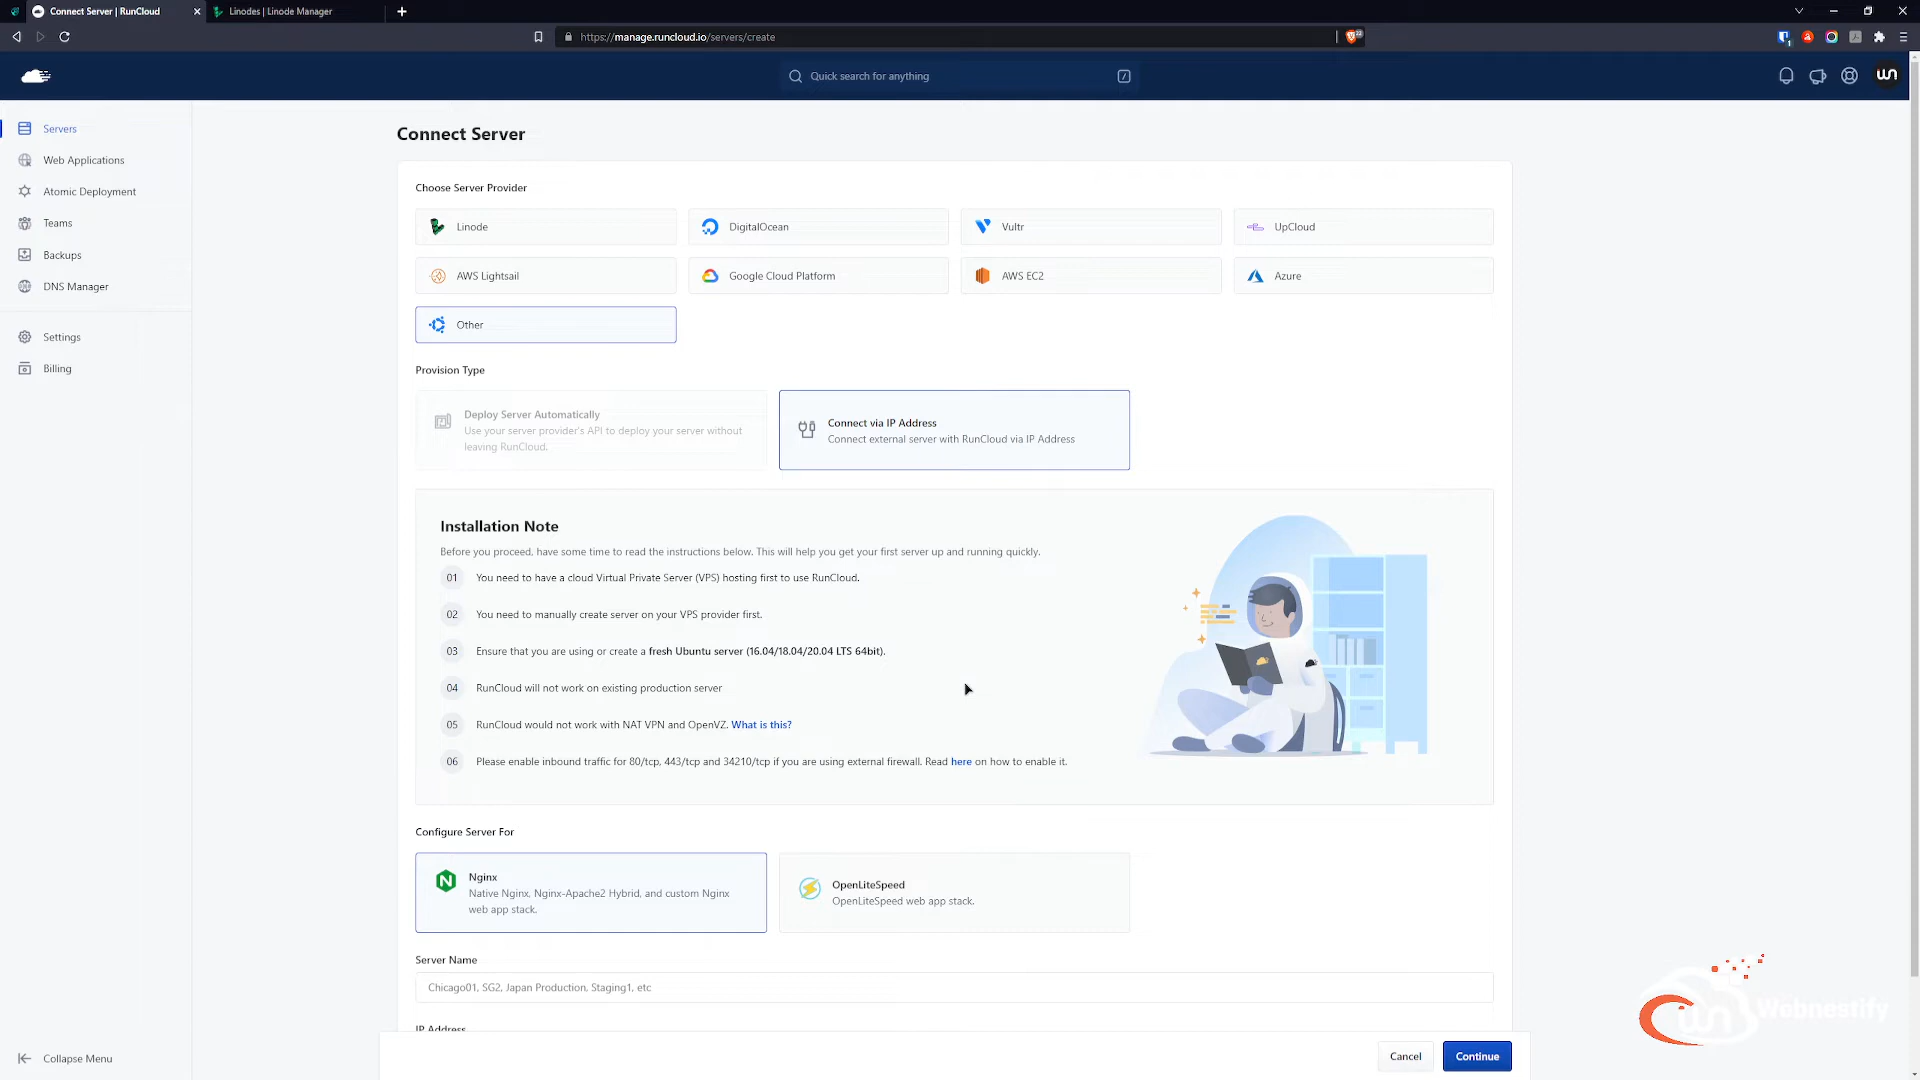 Connect Server | RunCloud
Linodes | Linode Manager
https://manage.runcloud.io/servers/create
Quick search for anything
/
wn
Servers
Web Applications
Atomic Deployment
Teams
Backups
DNS Manager
Settings
Billing
Collapse Menu
Connect Server
Choose Server Provider
Linode
DigitalOcean
Vultr
UpCloud
AWS Lightsail
Google Cloud Platform
AWS EC2
Azure
Other
Provision Type
Deploy Server Automatically
Use your server provider's API to deploy your server without
leaving RunCloud.
Connect via IP Address
Connect external server with RunCloud via IP Address
Installation Note
Before you proceed, have some time to read the instructions below. This will help you get your first server up and running quickly.
01 You need to have a cloud Virtual Private Server (VPS) hosting first to use RunCloud.
02 You need to manually create server on your VPS provider first.
03 Ensure that you are using or create a fresh Ubuntu server (16.04/18.04/20.04 LTS 64bit).
04 RunCloud will not work on existing production server
05 RunCloud would not work with NAT VPN and OpenVZ. What is this?
06 Please enable inbound traffic for 80/tcp, 443/tcp and 34210/tcp if you are using external firewall. Read here on how to enable it.
Configure Server For
Nginx
Native Nginx, Nginx-Apache2 Hybrid, and custom Nginx
web app stack.
OpenLiteSpeed
OpenLiteSpeed web app stack.
Server Name
Chicago01, SG2, Japan Production, Staging1, etc
IP Address
Cancel
Continue
wn Webnestify